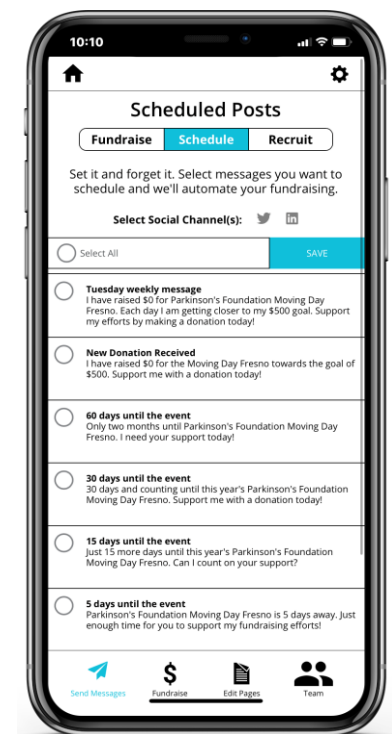 10:10
Scheduled Posts
Fundraise Schedule Recruit
Set it and forget it. Select messages you want to
schedule and we'll automate your fundraising.
Select Social Channel(s): in
Select All SAVE
Tuesday weekly message
I have raised $0 for Parkinson's Foundation Moving Day
Fresno. Each day I am getting closer to my $500 goal. Support
my efforts by making a donation today!
New Donation Received
I have raised $0 for the Moving Day Fresno towards the goal of
$500. Support me with a donation today!
60 days until the event
Only two months until Parkinson's Foundation Moving Day
Fresno. I need your support today!
30 days until the event
30 days and counting until this year's Parkinson's Foundation
Moving Day Fresno. Support me with a donation today!
15 days until the event
Just 15 more days until this year's Parkinson's Foundation
Moving Day Fresno. Can I count on your support?
5 days until the event
Parkinson's Foundation Moving Day Fresno is 5 days away. Just
enough time for you to support my fundraising efforts!
$
Send Messages Fundraise Edit Pages Team